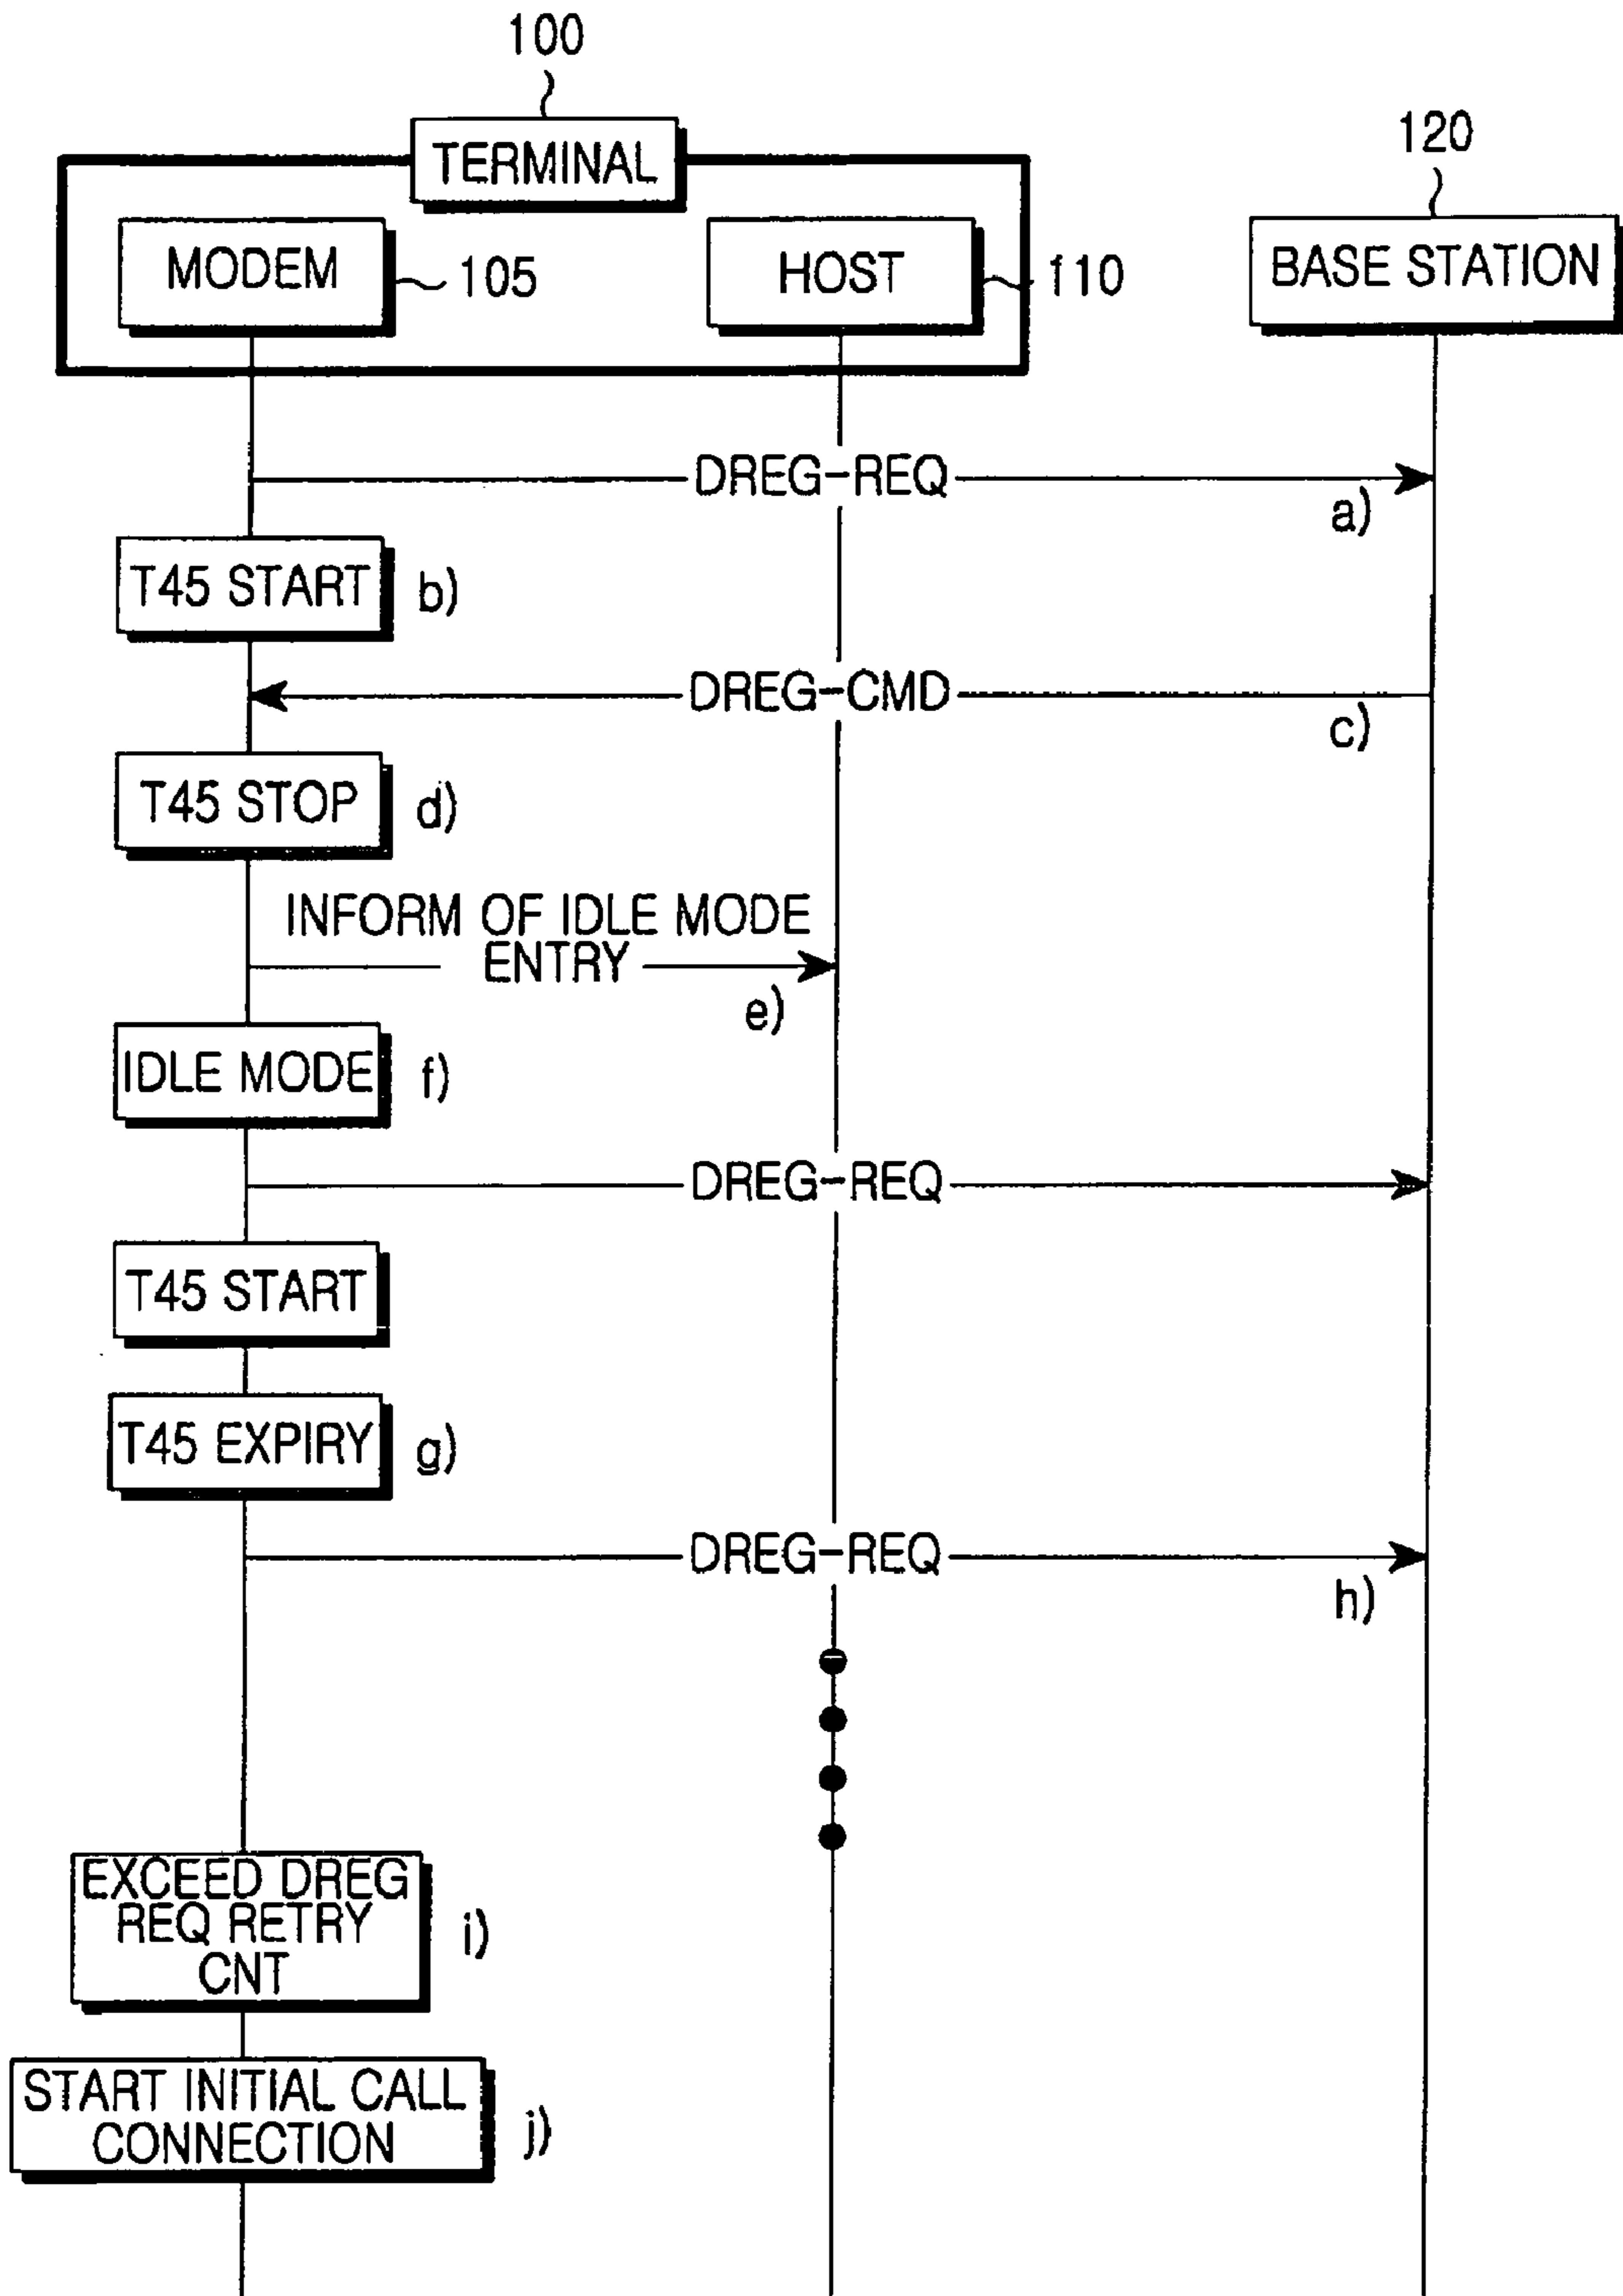 100
120
TERMINAL
MODEM
105
HOST
110
BASE STATION
DREG-REQ
a)
T45 START
b)
DREG-CMD
c)
T45 STOP
d)
INFORM OF IDLE MODE
ENTRY
e)
IDLE MODE
f)
DREG-REQ
T45 START
T45 EXPIRY
g)
DREG-REQ
h)
EXCEED DREG
REQ RETRY
CNT
i)
START INITIAL CALL
CONNECTION
j)